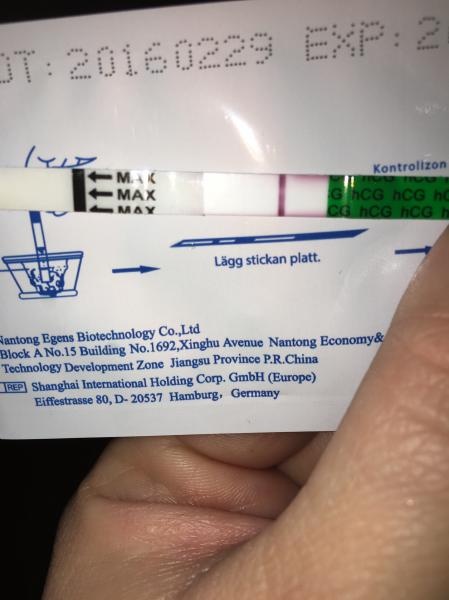 OT: 20160229 EXP: 2
Kontrollzon
MAX hCG hCG hCG
MAX hCG hCG hCG
MAX hCG hCG hCG
Lägg stickan platt.
Nantong Egens Biotechnology Co.,Ltd
Block A No.15 Building No.1692,Xinghu Avenue Nantong Economy&
Technology Development Zone Jiangsu Province P.R.China
REP Shanghai International Holding Corp. GmbH (Europe)
Eiffestrasse 80, D- 20537 Hamburg, Germany